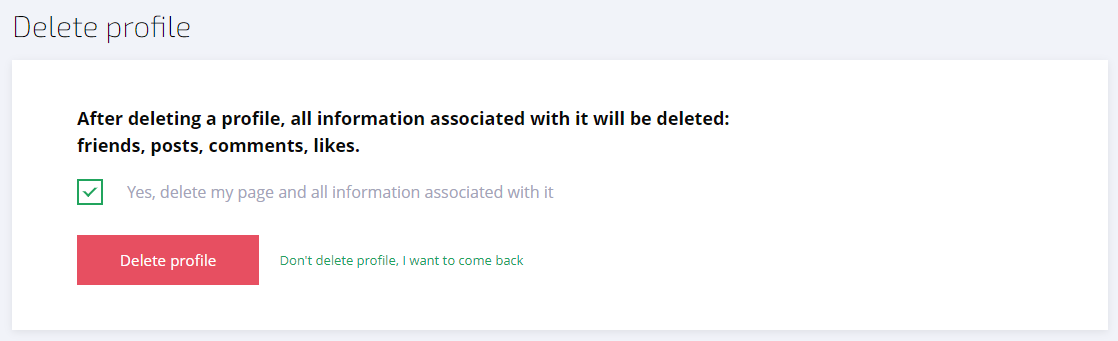 Delete profile
After deleting a profile, all information associated with it will be deleted:
friends, posts, comments, likes.
Yes, delete my page and all information associated with it
Delete profile
Don't delete profile, I want to come back